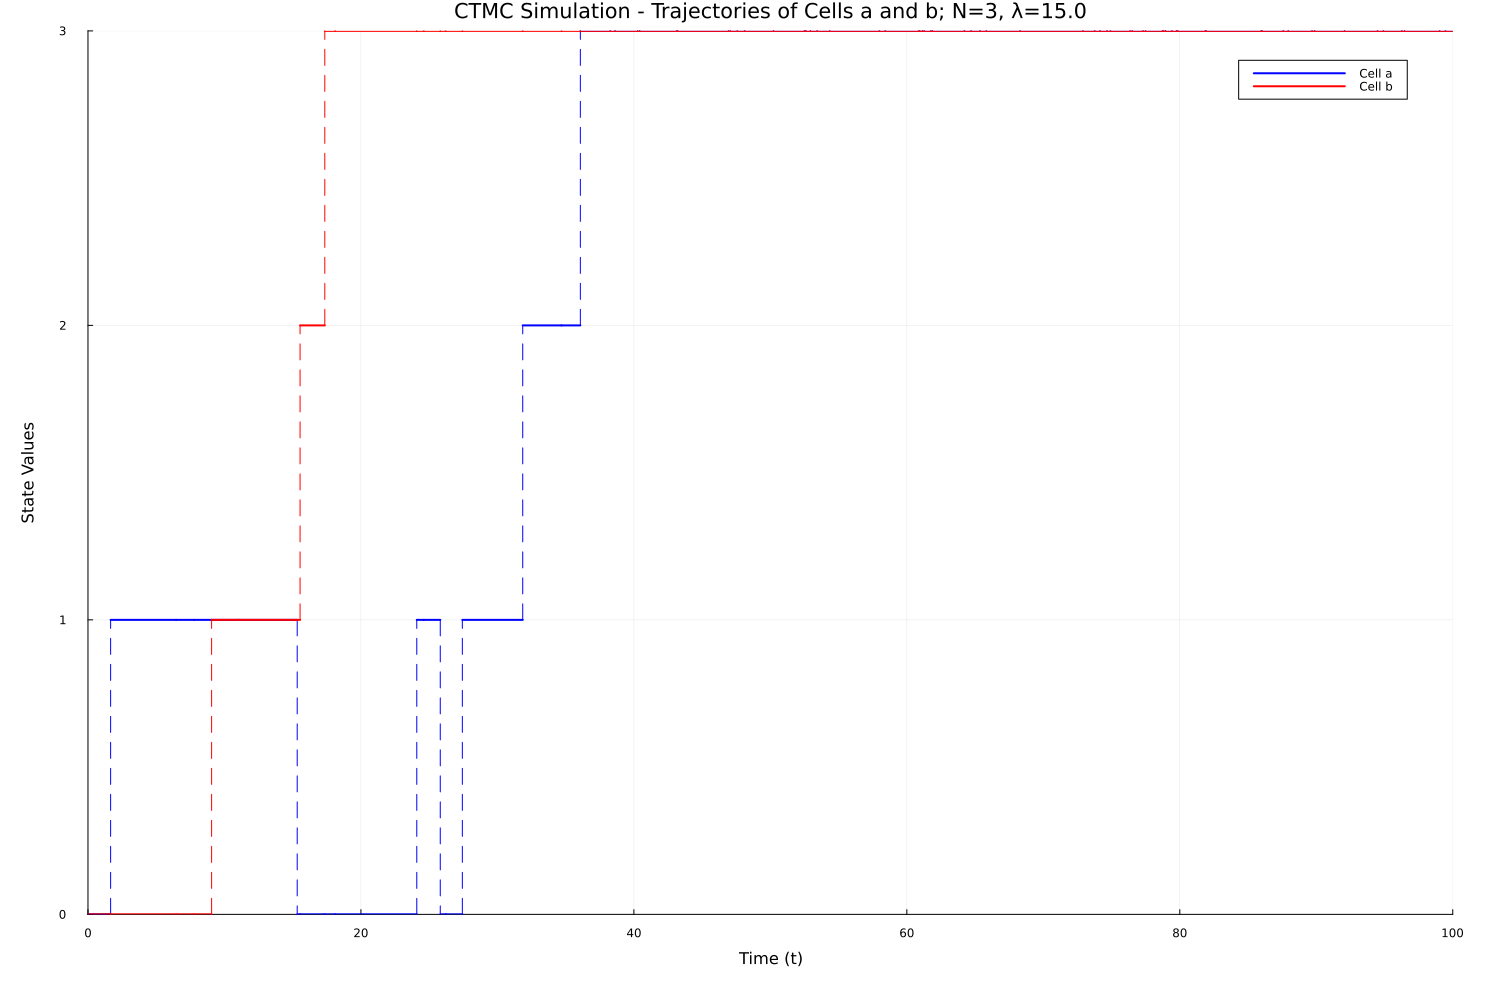 CTMC Simulation - Trajectories of Cells a and b; N=3, λ=15.0
3
Cell a
Cell b
2
State Values
1
0
0 20 40 60 80 100
Time (t)